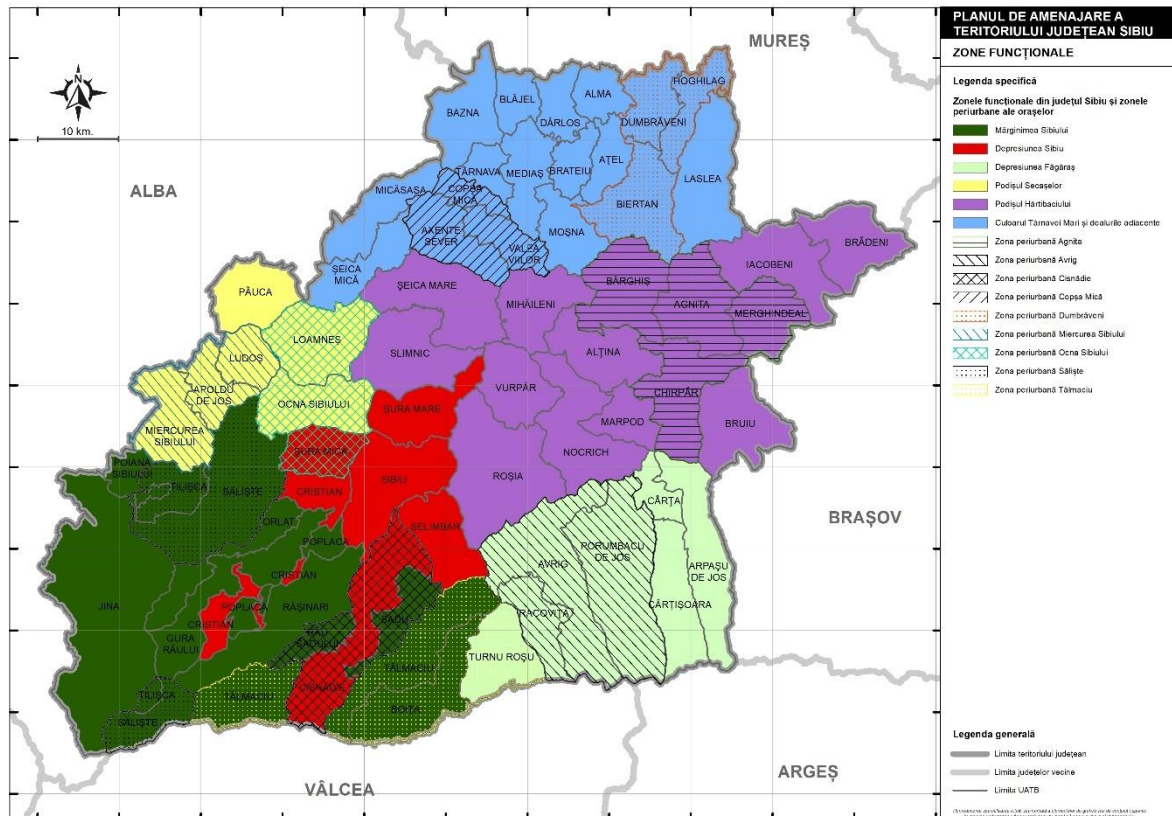 PLANUL DE AMENAJARE A
TERITORIULUI JUDEȚEAN SIBIU
ZONE FUNCȚIONALE
Legenda specifică
Zonele funcționale din județul Sibiu și zonele
periurbane ale orașelor
Mărginimea Sibiului
Depresiunea Sibiu
Depresiunea Făgăraș
Podișul Secașelor
Podișul Hârtibaciului
Culoarul Târnavei Mari și dealurile adiacente
Zona periurbană Agnita
Zona periurbană Avrig
Zona periurbană Cisnădie
Zona periurbană Copșa Mică
Zona periurbană Dumbrăveni
Zona periurbană Miercurea Sibiului
Zona periurbană Ocna Sibiului
Zona periurbană Săliște
Zona periurbană Tălmaciu
Legenda generală
Limita teritoriului județean
Limita județelor vecine
Limita UATB
N
10 km.
MUREȘ
ALBA
BRAȘOV
ARGEȘ
VÂLCEA
BAZNA
BLĂJEL
DÂRLOS
ALMA
DUMBRĂVENI
HOGHILAG
TÂRNAVA
MEDIAȘ
BRATEIU
AȚEL
LASLEA
MICĂSASA
COPȘA
MICĂ
BIERTAN
AXENTE
SEVER
VALEA
VIILOR
MOȘNA
ȘEICA
MICĂ
PĂUCA
ȘEICA MARE
MIHĂILENI
BÂRGHIȘ
AGNITA
IACOBENI
BRĂDENI
MERGHINDEAL
LOAMNEȘ
SLIMNIC
ALȚINA
LUDOȘ
APOLDU
DE JOS
OCNA SIBIULUI
ȘURA MARE
VURPĂR
CHIRPĂR
MARPOD
BRUIU
MIERCUREA
SIBIULUI
ȘURA MICĂ
NOCRICH
POIANA
SIBIULUI
TILIȘCA
SĂLIȘTE
CRISTIAN
SIBIU
ROȘIA
ORLAT
ȘELIMBĂR
CÂRȚA
POPLACA
PORUMBACU
DE JOS
AVRIG
ARPAȘU
DE JOS
CRISTIAN
JINA
POPLACA
RĂȘINARI
SADU
RACOVIȚA
CÂRȚIȘOARA
CRISTIAN
GURA
RÂULUI
RÂU
SADULUI
TURNU ROȘU
TĂLMACIU
CISNĂDIE
TILIȘCA
TĂLMACIU
BOIȚA
SĂLIȘTE